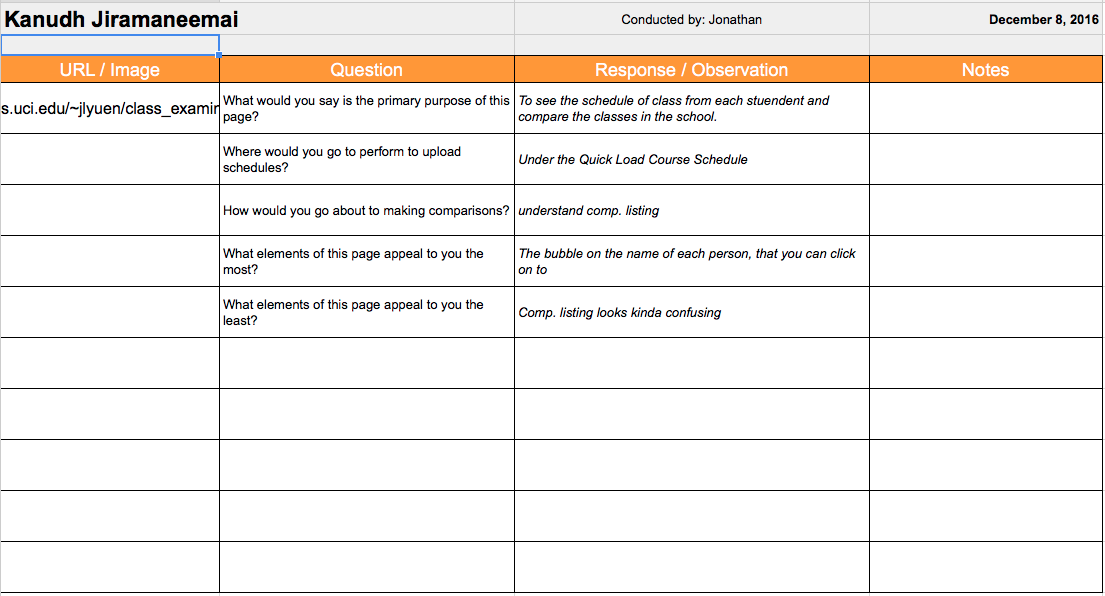 Kanudh Jiramaneemai Conducted by: Jonathan December 8, 2016
URL / Image Question Response / Observation Notes
s.uci.edu/~jlyuen/class_examin
What would you say is the primary purpose of this
page?
To see the schedule of class from each stuendent and
compare the classes in the school.
Where would you go to perform to upload
schedules?
Under the Quick Load Course Schedule
How would you go about to making comparisons?
understand comp. listing
What elements of this page appeal to you the
most?
The bubble on the name of each person, that you can click
on to
What elements of this page appeal to you the
least?
Comp. listing looks kinda confusing